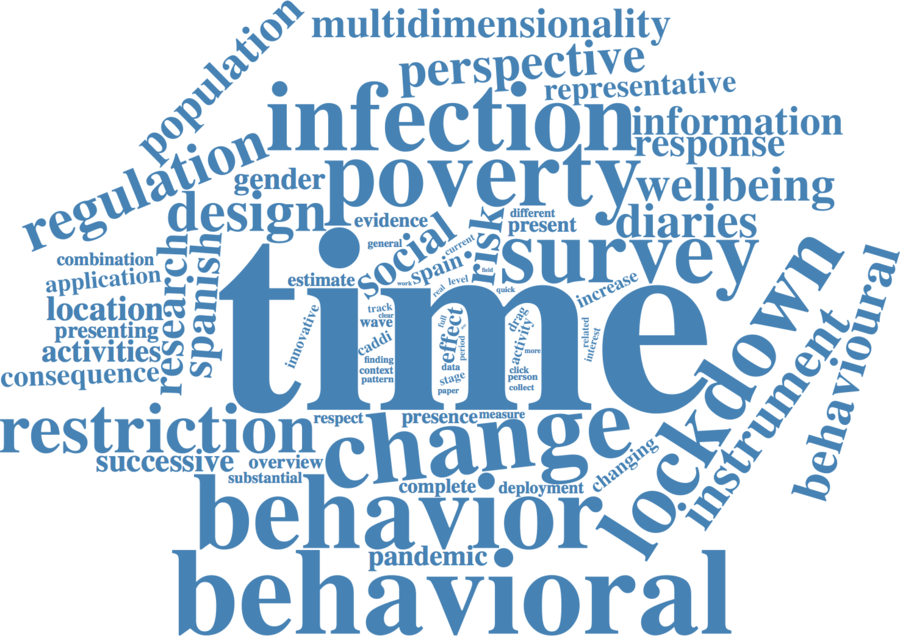 multidimensionality
population
perspective
representative
infection
information
response
regulation
gender
poverty
wellbeing
design
evidence
different
present
diaries
general
social
current
risk
survey
combination
application
research
spanish
estimate
work
spain
real
level
field
quick
increase
time
location
presenting
activities
consequence
innovative
track
clear
wave
caddi
finding
context
pattern
full
effect
period
data
stage
paper
drag
activity
more
click
person
collect
related
interest
lockdown
instrument
behavioural
restriction
respect
presence
measure
change
changing
successive
overview
substantial
complete
deployment
behavior
pandemic
behavioral